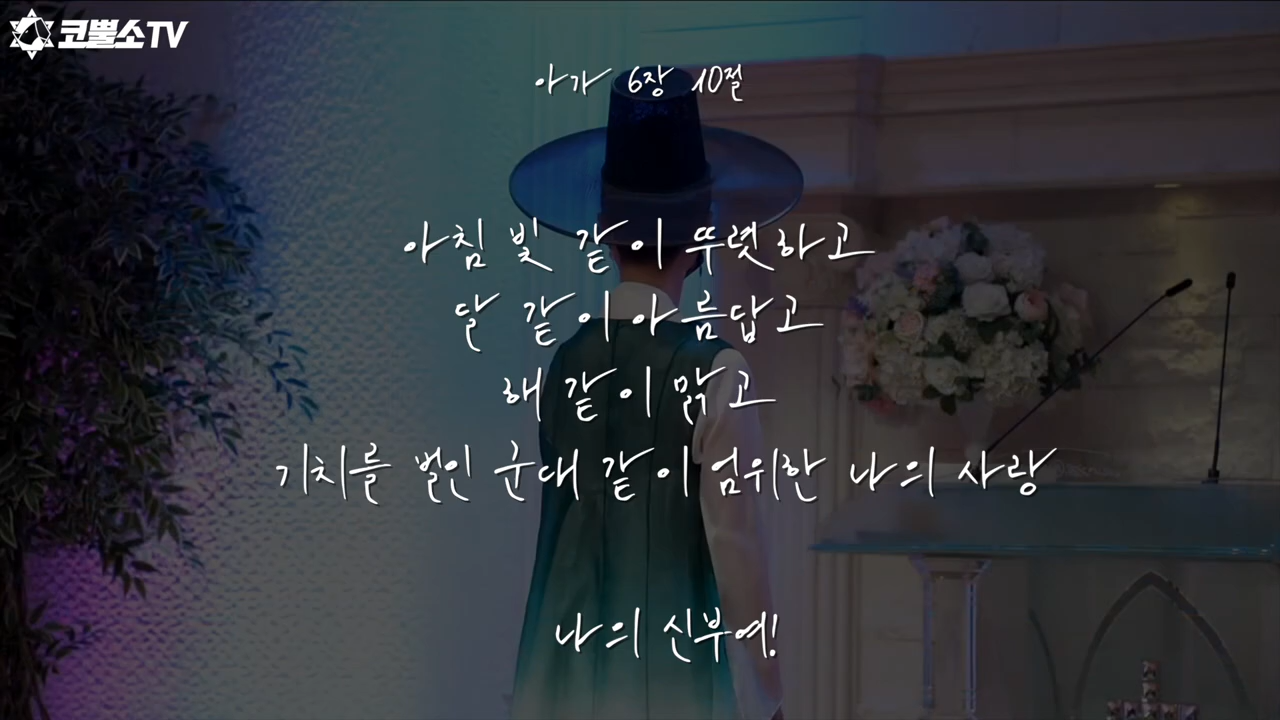 코뿔소TV
아가 6장 10절
아침 빛 같이 뚜렷하고
달 같이 아름답고
해 같이 맑고
기치를 벌인 군대 같이 엄위한 나의 사랑
나의 신부여!